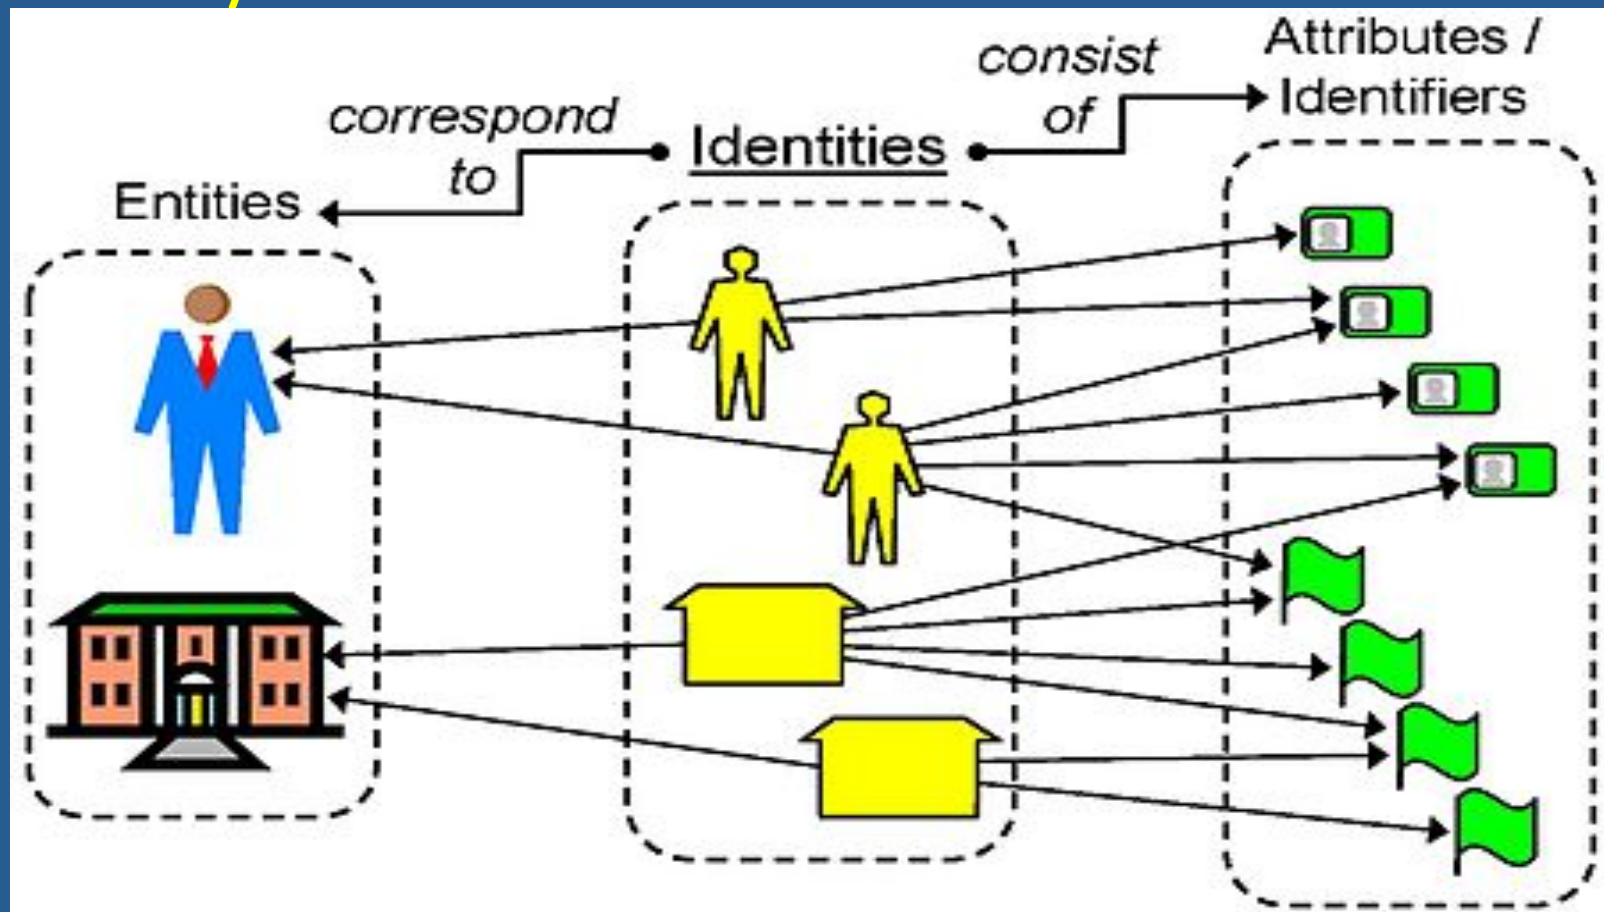 Attributes /
Identifiers
consist
of
correspond
to
Identities
Entities